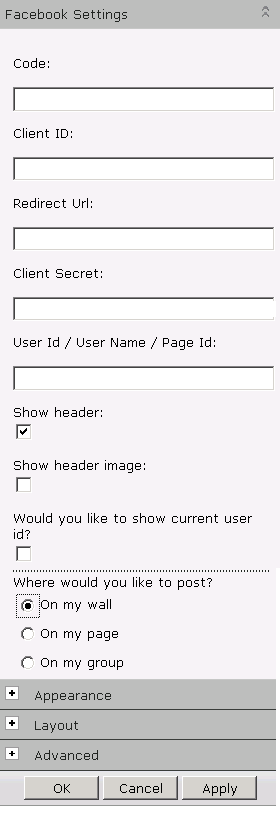 Facebook Settings
Code:
Client ID:
Redirect Url:
Client Secret:
User Id / User Name / Page Id:
Show header:
Show header image:
Would you like to show current user
id?
Where would you like to post?
On my wall
On my page
On my group
Appearance
Layout
Advanced
OK Cancel Apply